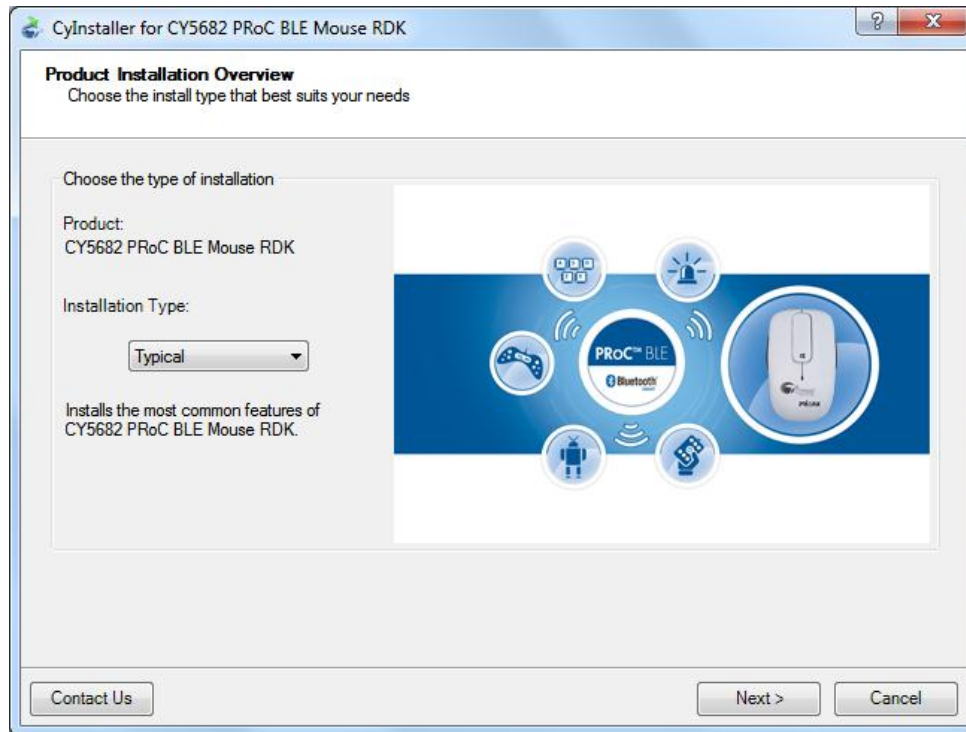 CyInstaller for CY5682 PRoC BLE Mouse RDK
Product Installation Overview
Choose the install type that best suits your needs
Choose the type of installation
Product:
CY5682 PRoC BLE Mouse RDK
Installation Type:
Typical
Installs the most common features of
CY5682 PRoC BLE Mouse RDK.
PRoC™ BLE
Bluetooth
Contact Us
Next >
Cancel